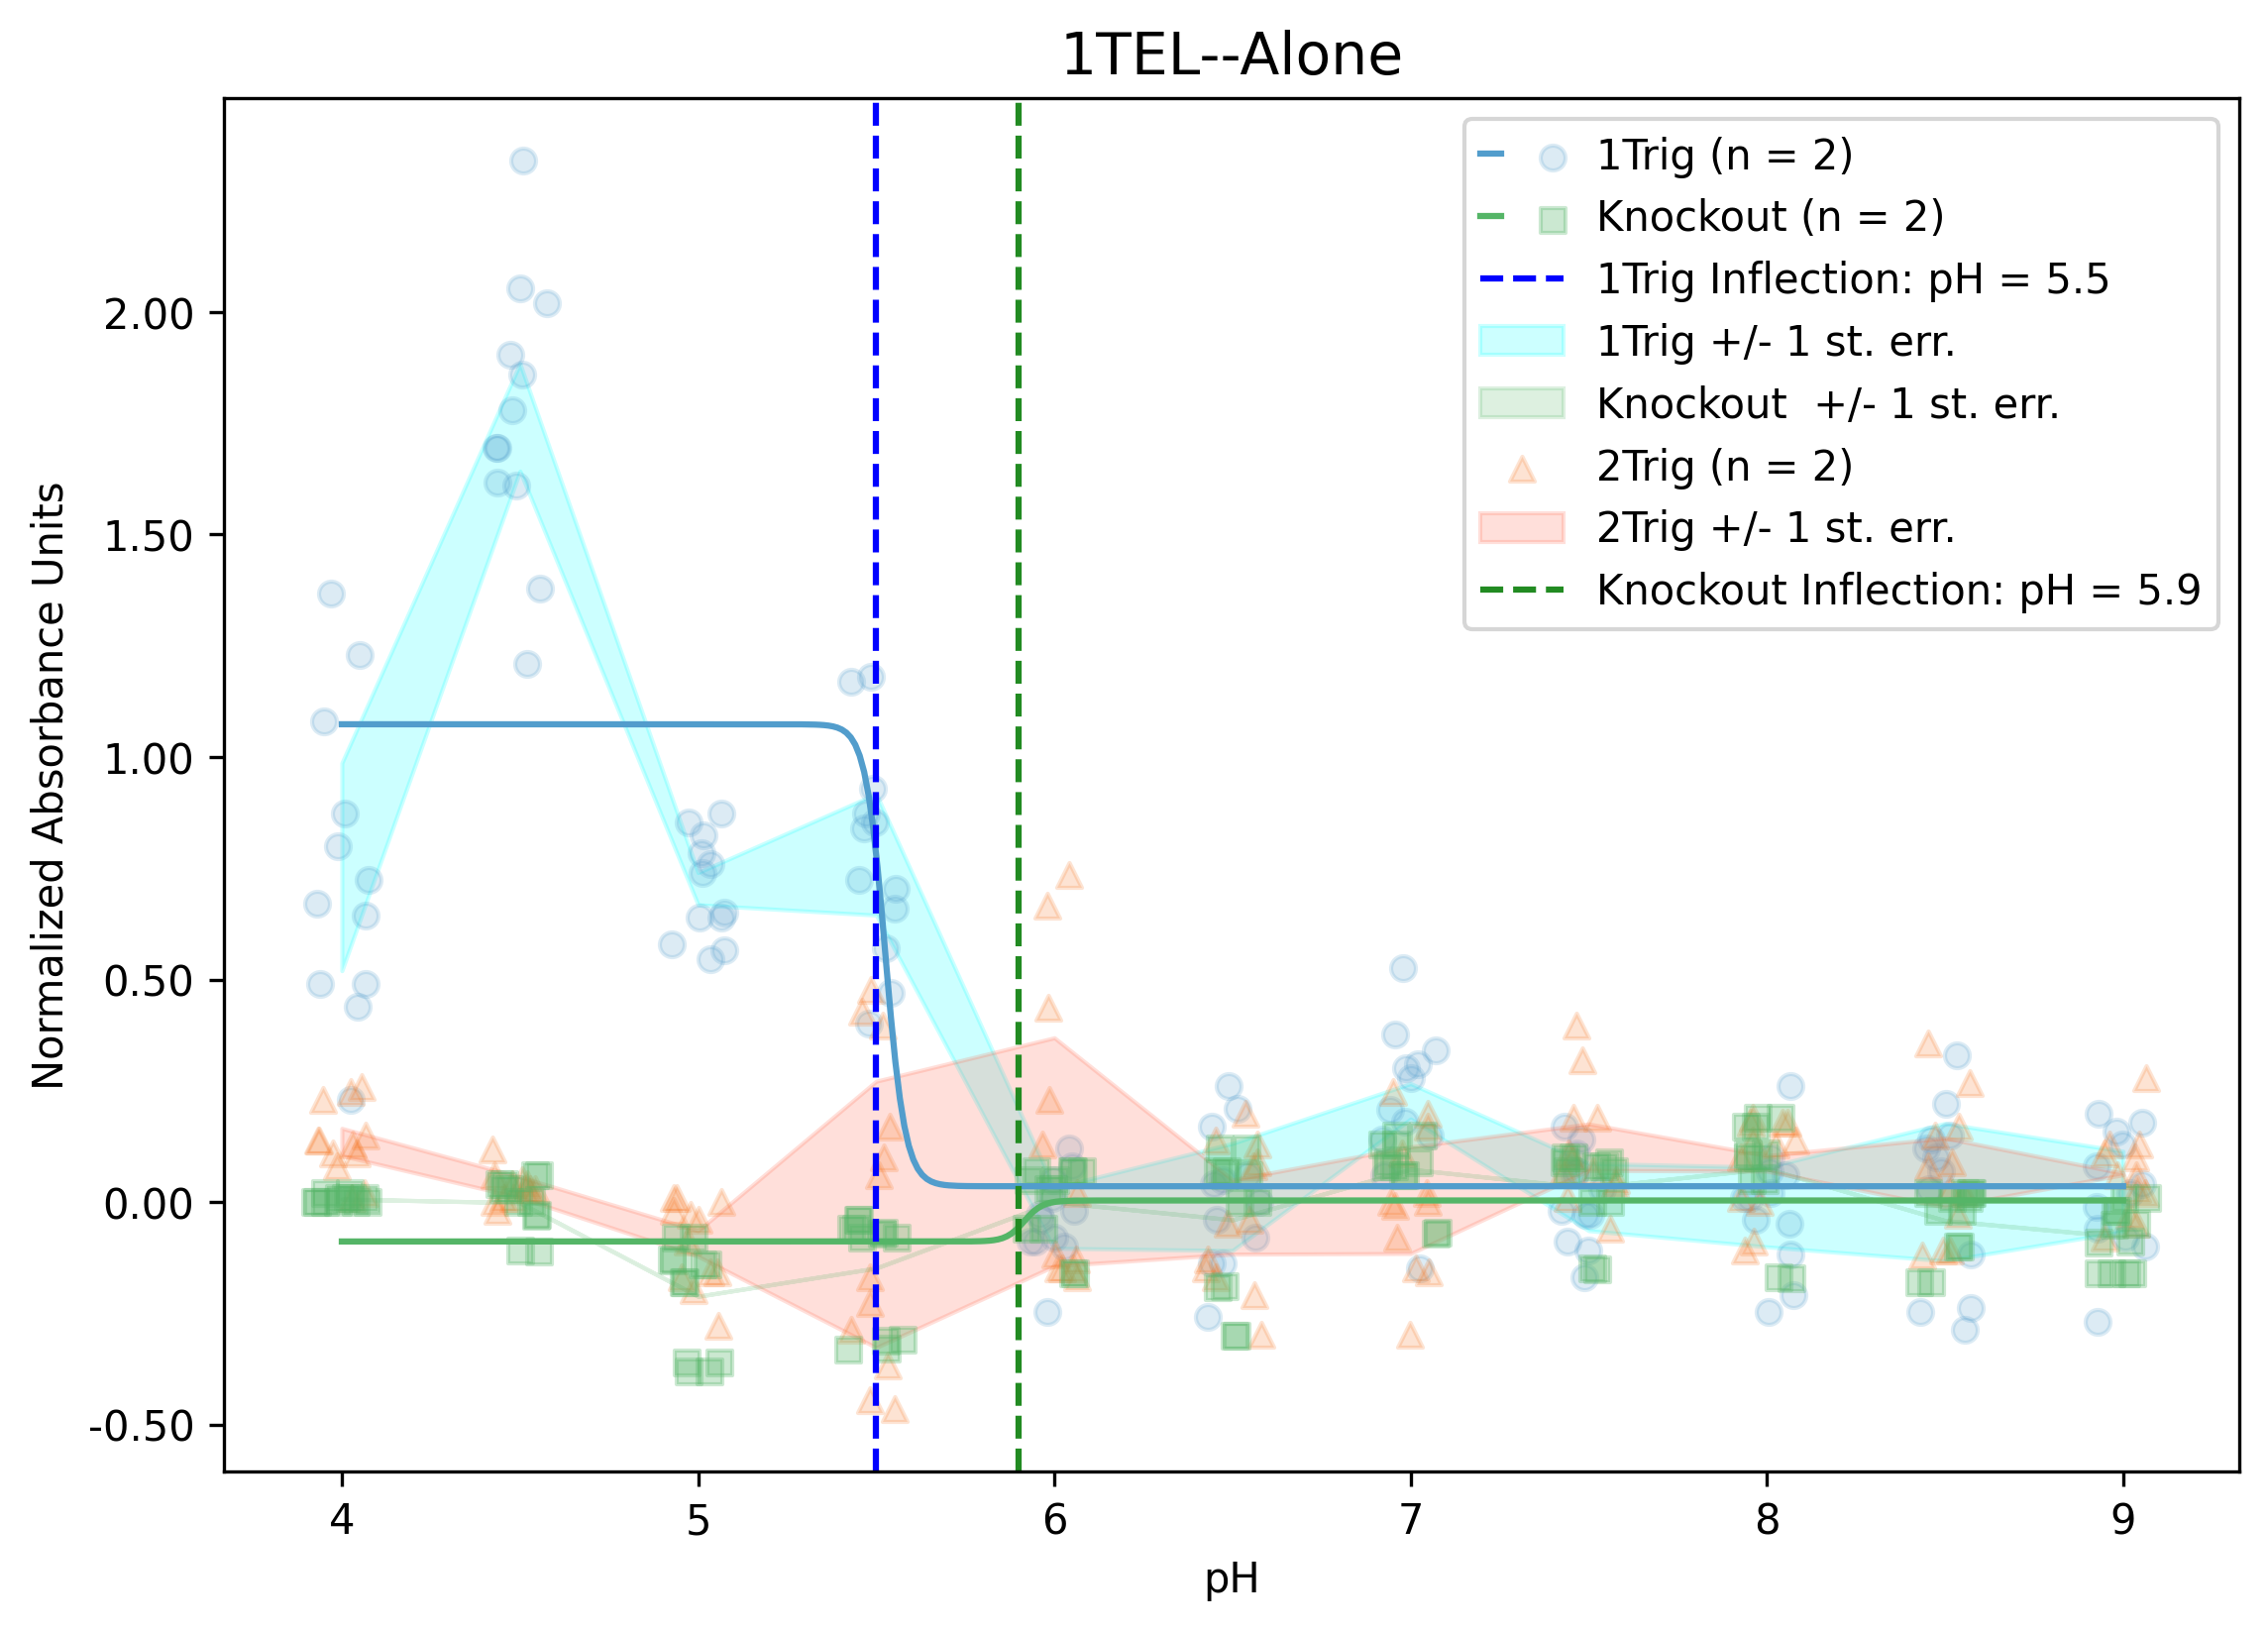 1TEL--Alone
Normalized Absorbance Units
2.00
1.50
1.00
0.50
0.00
-0.50
1Trig (n = 2)
Knockout (n = 2)
1Trig Inflection: pH = 5.5
1Trig +/- 1 st. err.
Knockout  +/- 1 st. err.
2Trig (n = 2)
2Trig +/- 1 st. err.
Knockout Inflection: pH = 5.9
4 5 6 7 8 9
pH